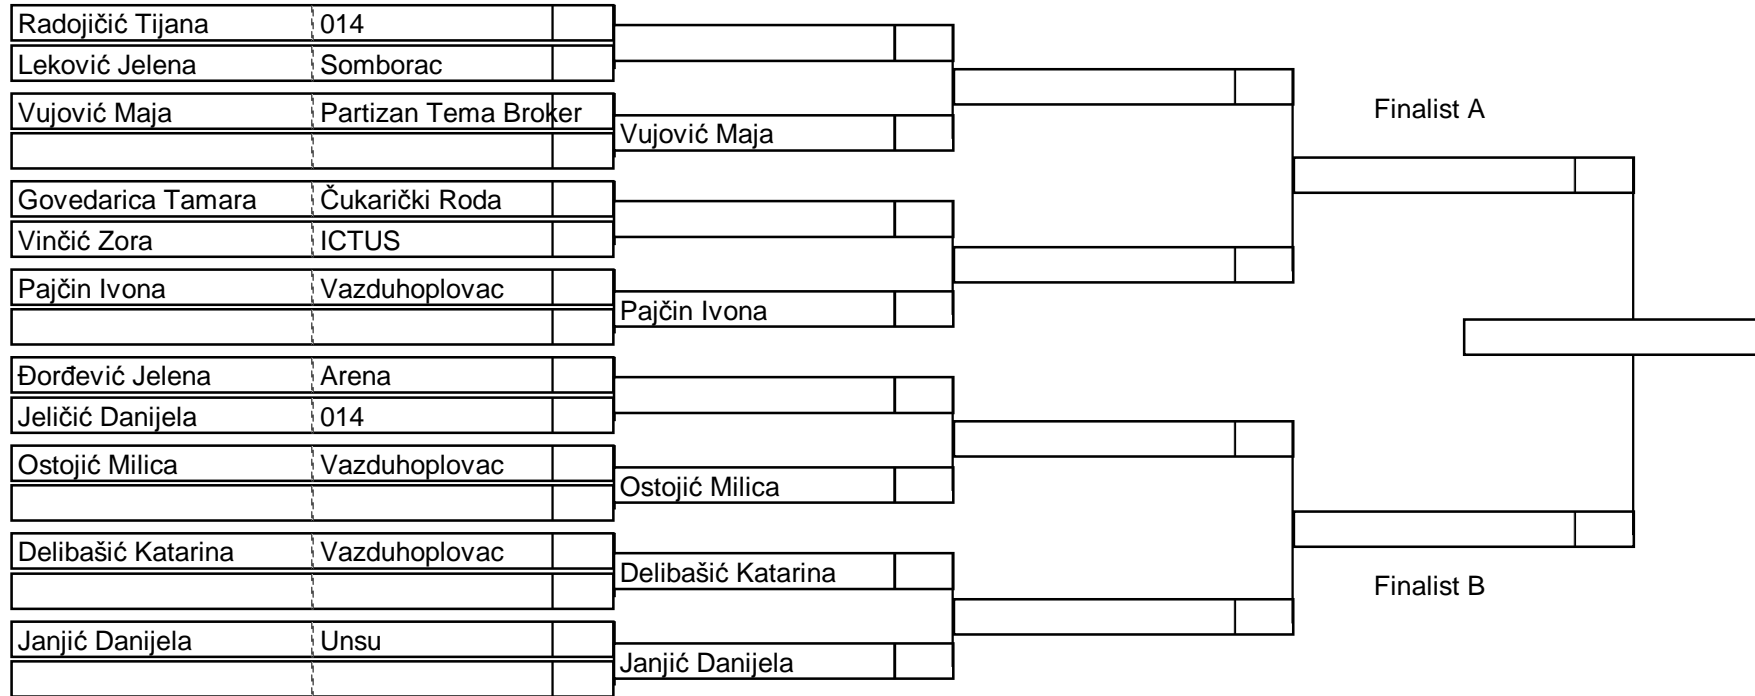 Radojičić Tijana 014
Leković Jelena Somborac
Vujović Maja Partizan Tema Broker
Finalist A
Vujović Maja
Govedarica Tamara Čukarički Roda
Vinčić Zora ICTUS
Pajčin Ivona Vazduhoplovac
Pajčin Ivona
Đorđević Jelena Arena
Jeličić Danijela 014
Ostojić Milica Vazduhoplovac
Ostojić Milica
Delibašić Katarina Vazduhoplovac
Delibašić Katarina
Finalist B
Janjić Danijela Unsu
Janjić Danijela